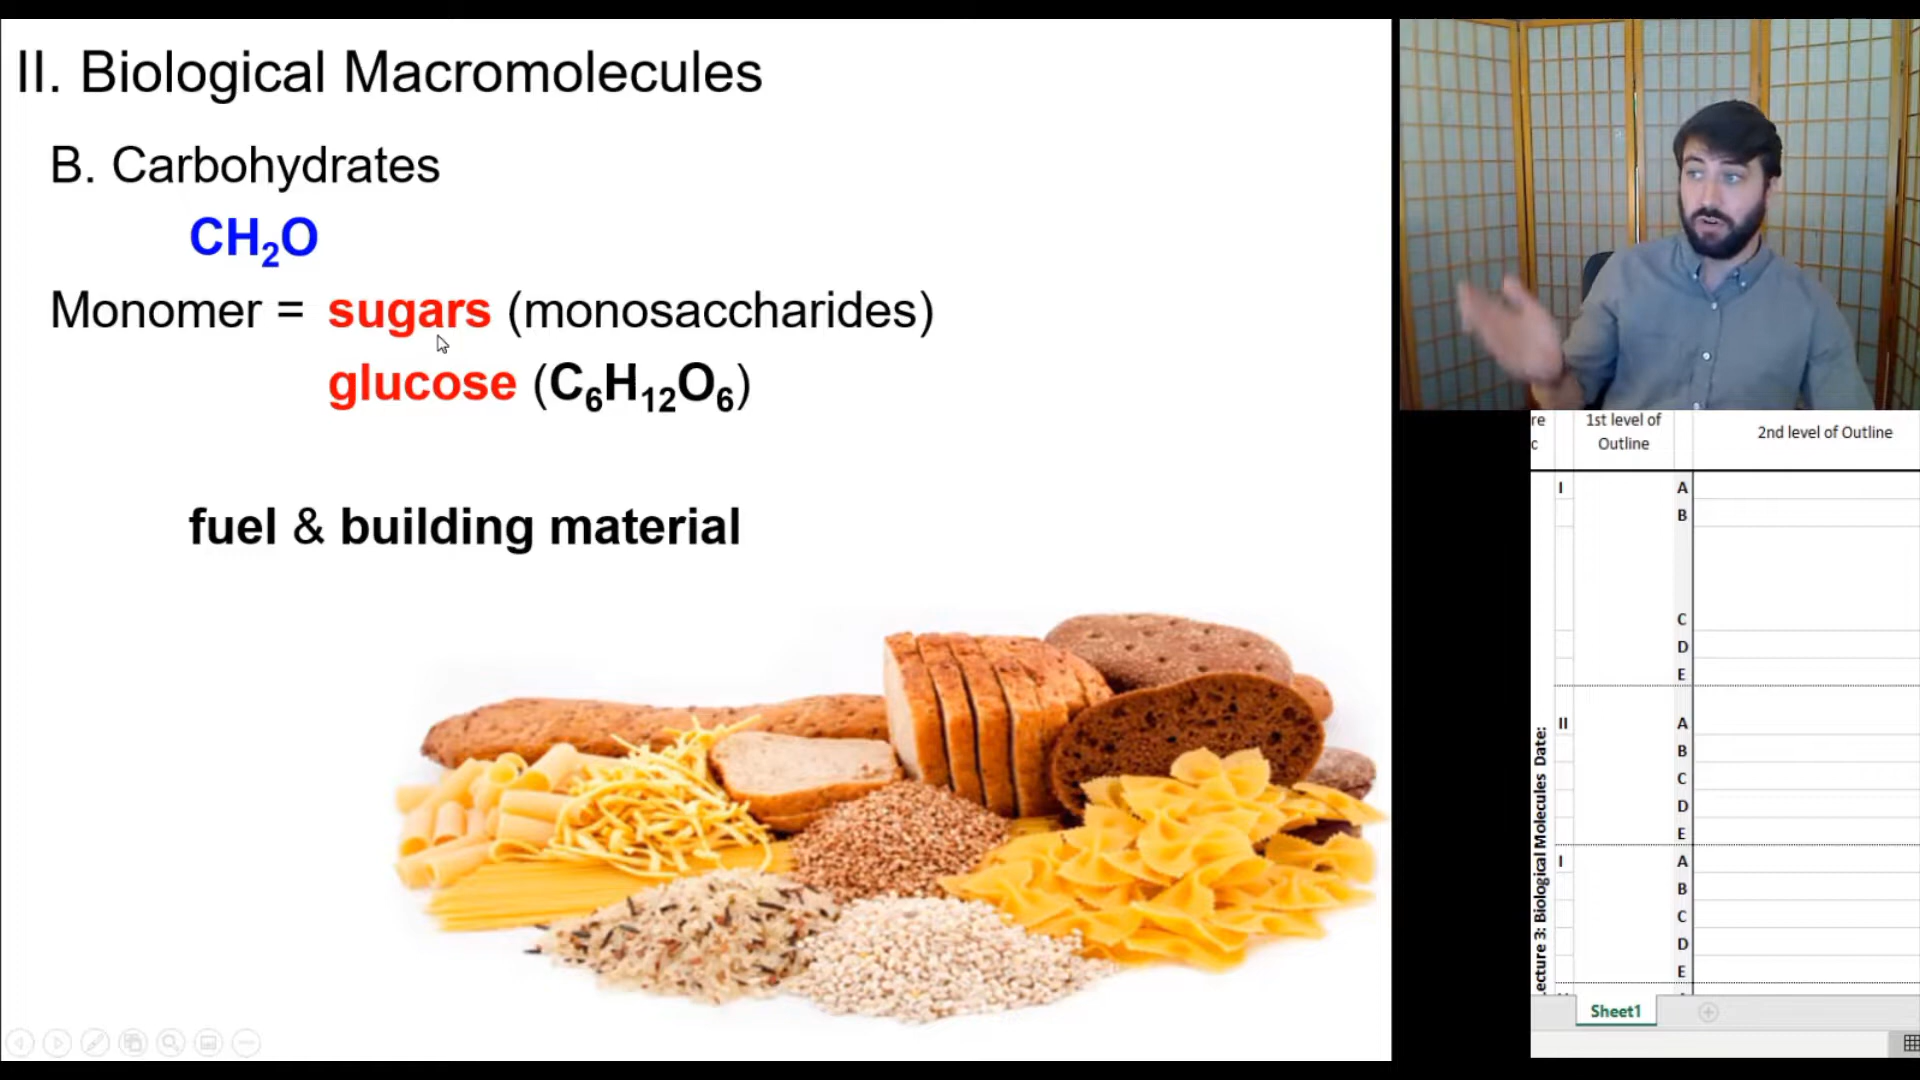 II. Biological Macromolecules
B. Carbohydrates
CH₂O
Monomer = sugars (monosaccharides)
glucose (C₆H₁₂O₆)
fuel & building material
re
c
1st level of
Outline
2nd level of Outline
I
A
B
C
D
E
II
A
B
C
D
E
I
A
B
C
D
E
ecture 3: Biological Molecules Date:
Sheet1